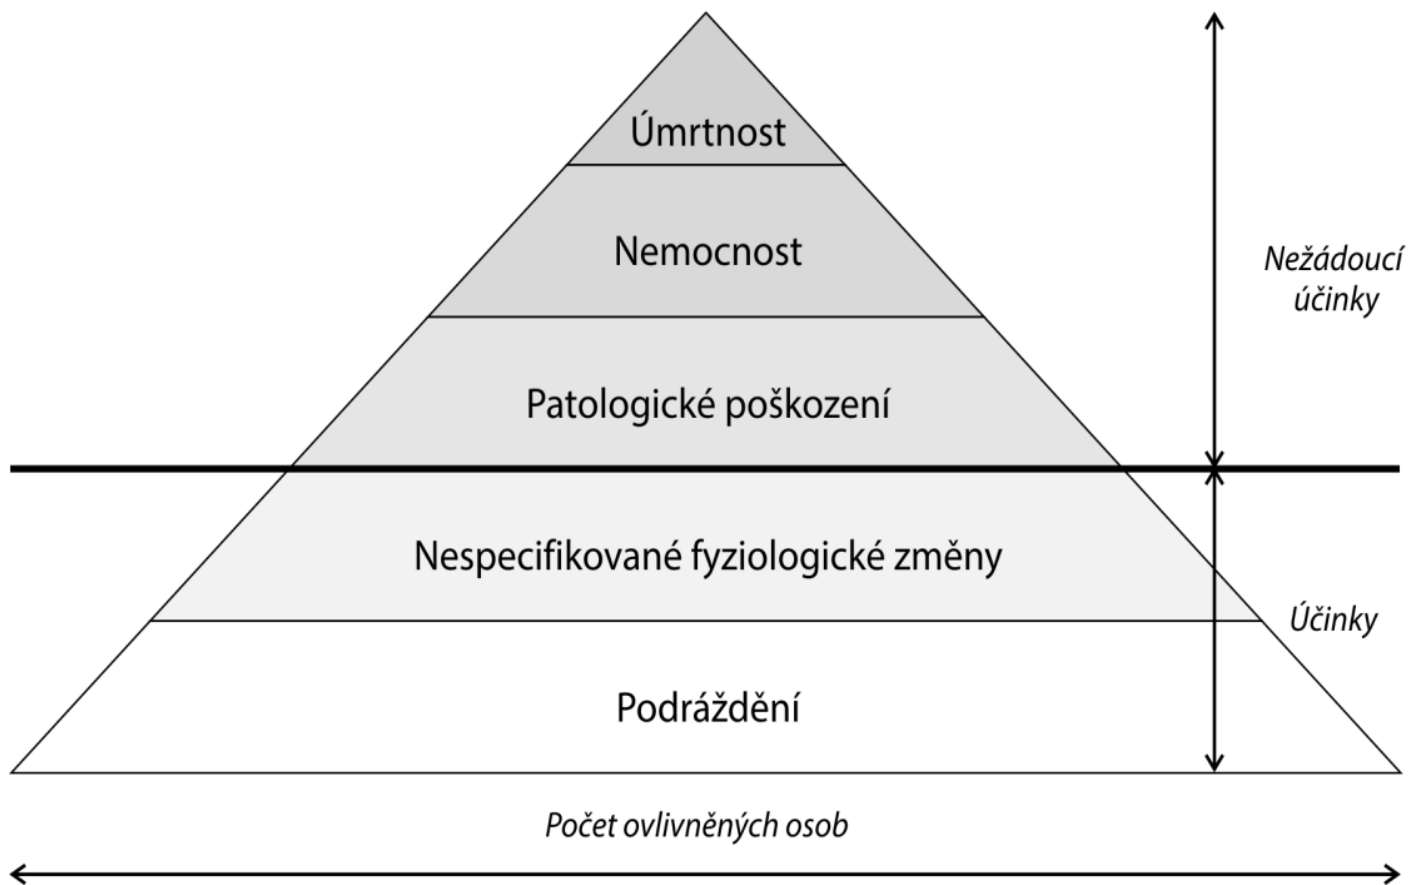 Úmrtnost
Nemocnost
Nežádoucí
účinky
Patologické poškození
Nespecifikované fyziologické změny
Účinky
Podráždění
Počet ovlivněných osob